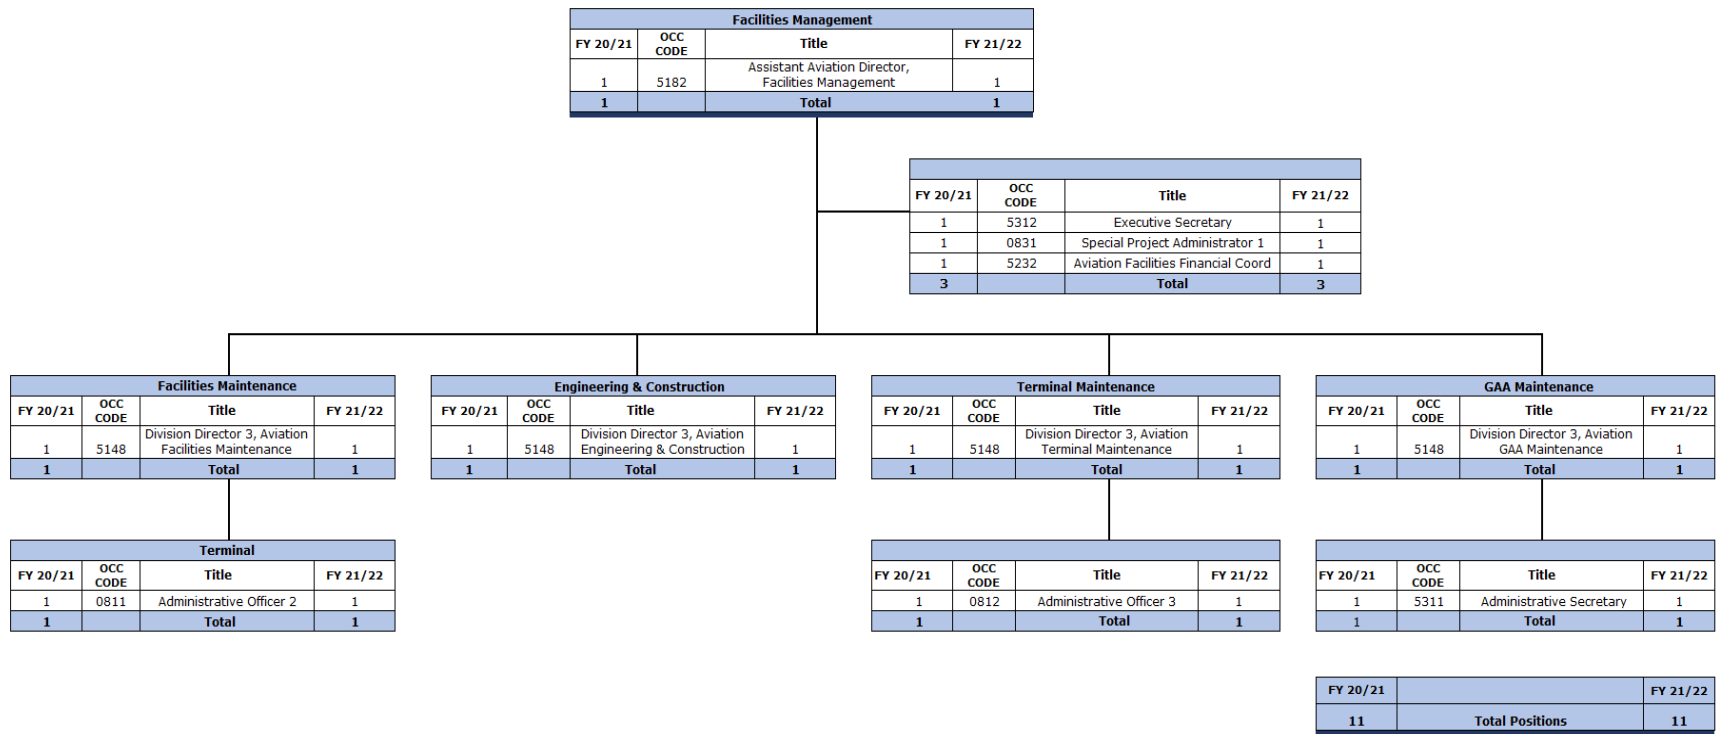 Facilities Management
FY 20/21 OCC CODE Title FY 21/22
1 5182 Assistant Aviation Director, Facilities Management 1
1 Total 1
FY 20/21 OCC CODE Title FY 21/22
1 5312 Executive Secretary 1
1 0831 Special Project Administrator 1 1
1 5232 Aviation Facilities Financial Coord 1
3 Total 3
Facilities Maintenance
FY 20/21 OCC CODE Title FY 21/22
1 5148 Division Director 3, Aviation Facilities Maintenance 1
1 Total 1
Engineering & Construction
FY 20/21 OCC CODE Title FY 21/22
1 5148 Division Director 3, Aviation Engineering & Construction 1
1 Total 1
Terminal Maintenance
FY 20/21 OCC CODE Title FY 21/22
1 5148 Division Director 3, Aviation Terminal Maintenance 1
1 Total 1
GAA Maintenance
FY 20/21 OCC CODE Title FY 21/22
1 5148 Division Director 3, Aviation GAA Maintenance 1
1 Total 1
Terminal
FY 20/21 OCC CODE Title FY 21/22
1 0811 Administrative Officer 2 1
1 Total 1
FY 20/21 OCC CODE Title FY 21/22
1 0812 Administrative Officer 3 1
1 Total 1
FY 20/21 OCC CODE Title FY 21/22
1 5311 Administrative Secretary 1
1 Total 1
FY 20/21 FY 21/22
11 Total Positions 11